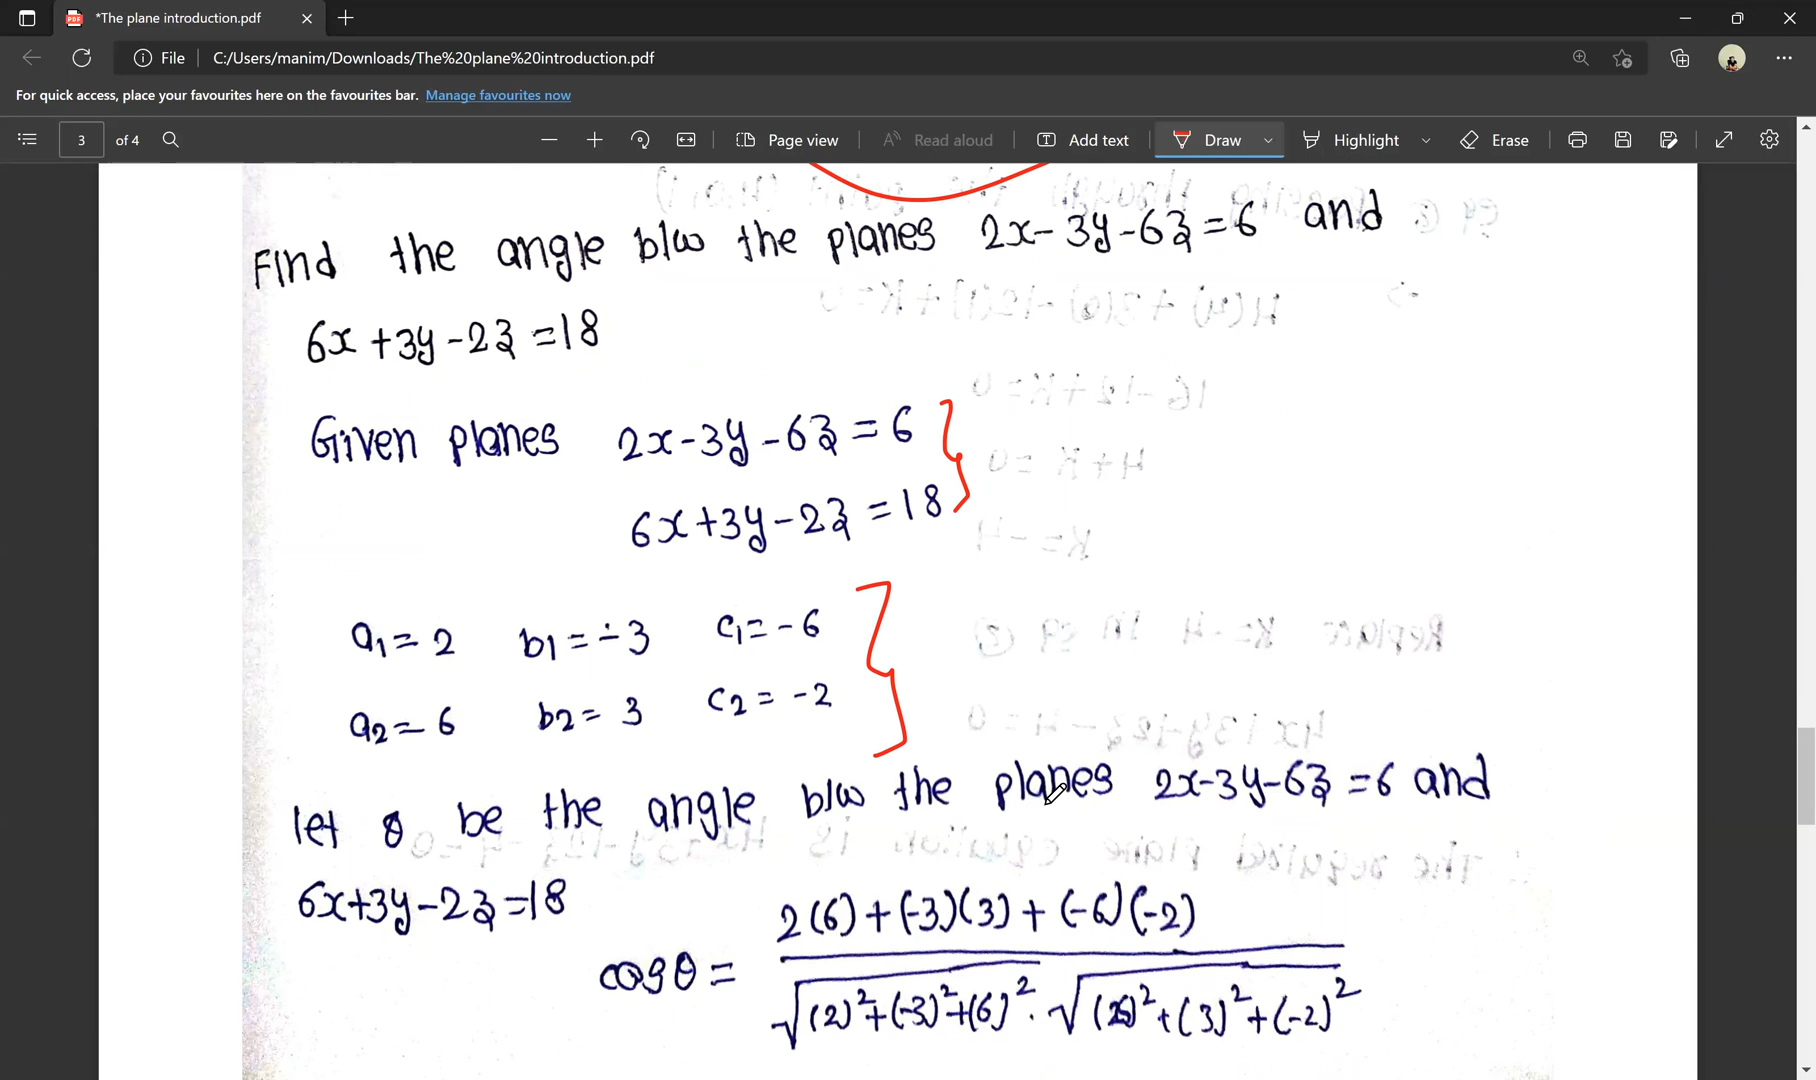 *The plane introduction.pdf
File C:/Users/manim/Downloads/The%20plane%20introduction.pdf
For quick access, place your favourites here on the favourites bar. Manage favourites now
3 of 4 Page view Read aloud Add text Draw Highlight Erase
Find the angle b/w the planes 2x-3y-6z=6 and
6x+3y-2z=18
Given planes 2x-3y-6z=6
6x+3y-2z=18
a1=2 b1=-3 c1=-6
a2=6 b2=3 c2=-2
let θ be the angle b/w the planes 2x-3y-6z=6 and
6x+3y-2z=18
2(6)+(-3)(3)+(-6)(-2)
cosθ=
√(2)²+(-3)²+(6)² . √(6)²+(3)²+(-2)²